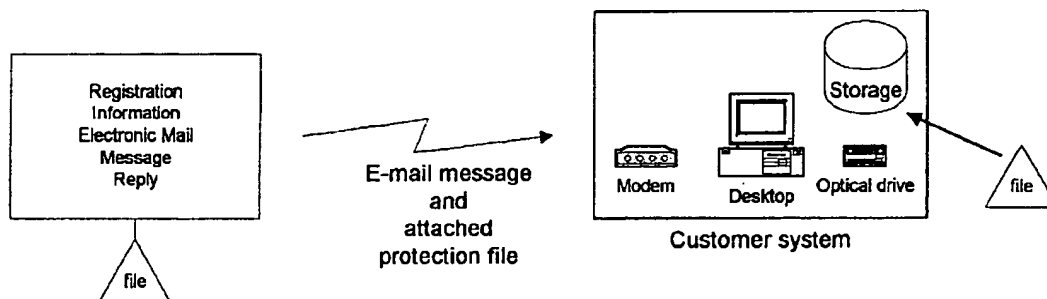 Registration
Information
Electronic Mail
Message
Reply
file
E-mail message
and
attached
protection file
Storage
Modem
Desktop
Optical drive
Customer system
file